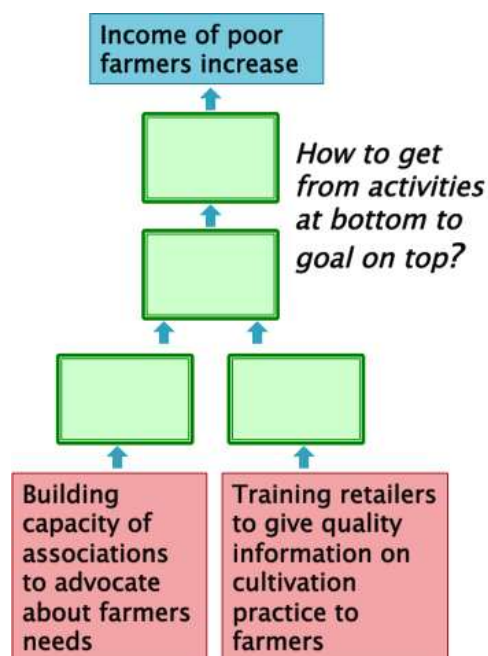 Income of poor
farmers increase
How to get
from activities
at bottom to
goal on top?
Building
capacity of
associations
to advocate
about farmers
needs
Training retailers
to give quality
information on
cultivation
practice to
farmers